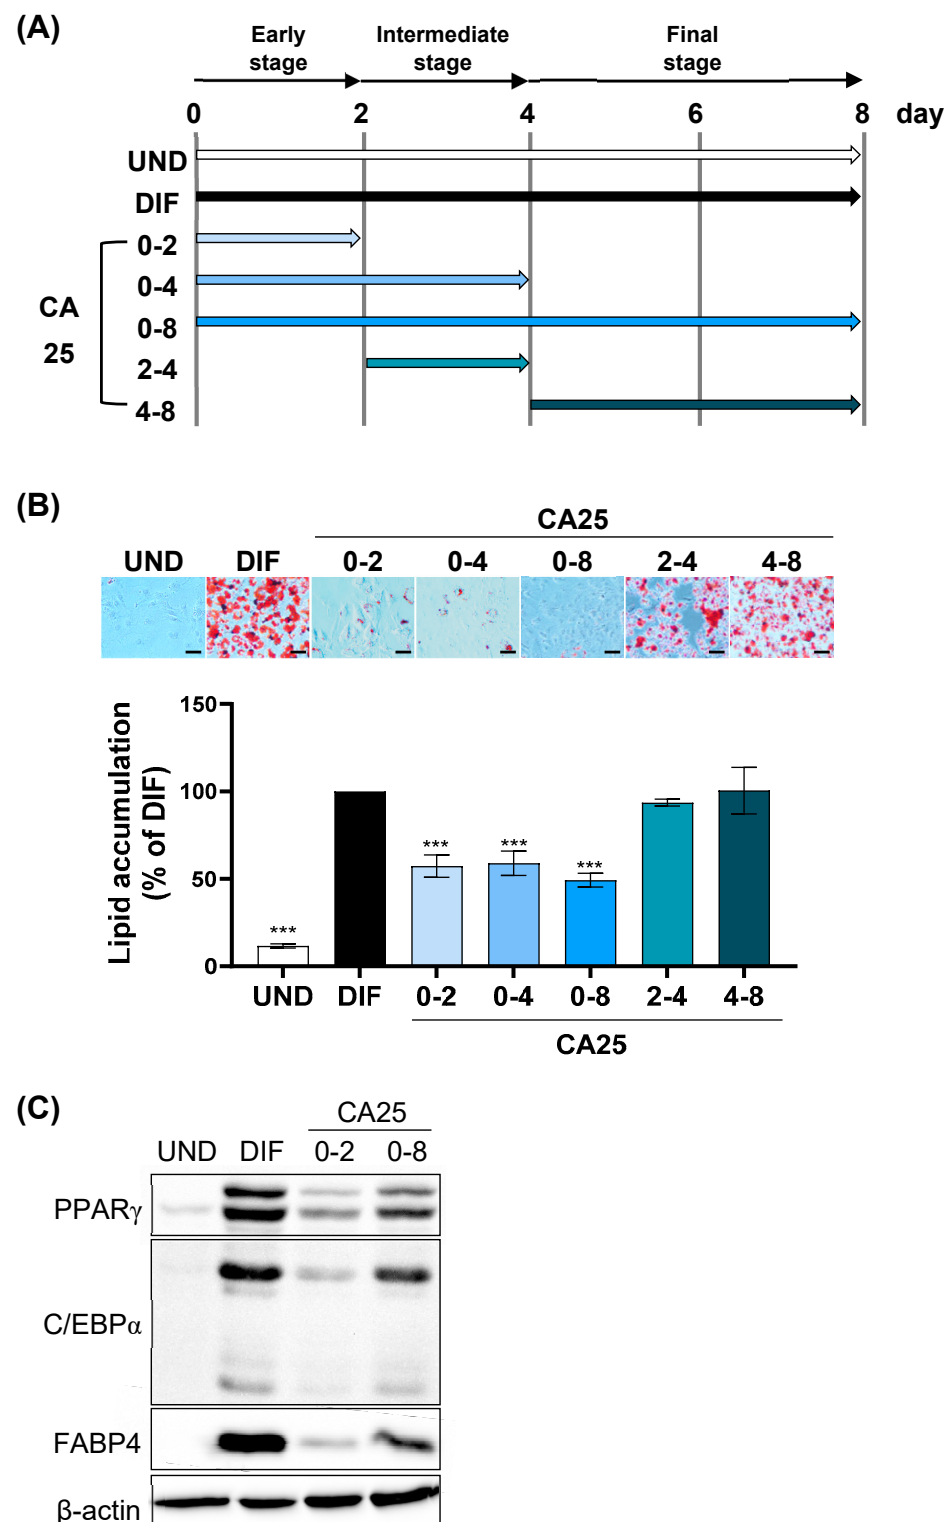 (A)
Early stage
Intermediate stage
Final stage
0 2 4 6 8 day
UND
DIF
0-2
0-4
CA 25
0-8
2-4
4-8
(B)
CA25
UND DIF 0-2 0-4 0-8 2-4 4-8
Lipid accumulation
(% of DIF)
150
100
50
0
***
***
***
***
UND DIF 0-2 0-4 0-8 2-4 4-8
CA25
(C)
CA25
UND DIF 0-2 0-8
PPARγ
C/EBPα
FABP4
β-actin